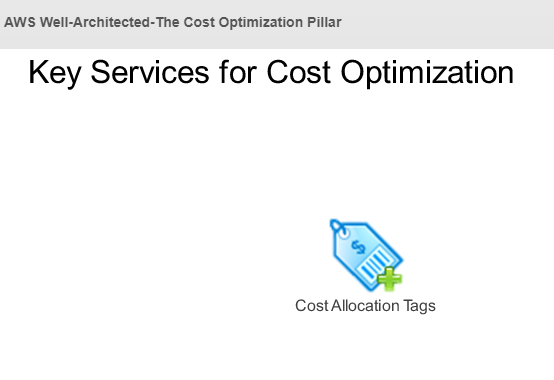 AWS Well-Architected-The Cost Optimization Pillar
Key Services for Cost Optimization
$
Cost Allocation Tags